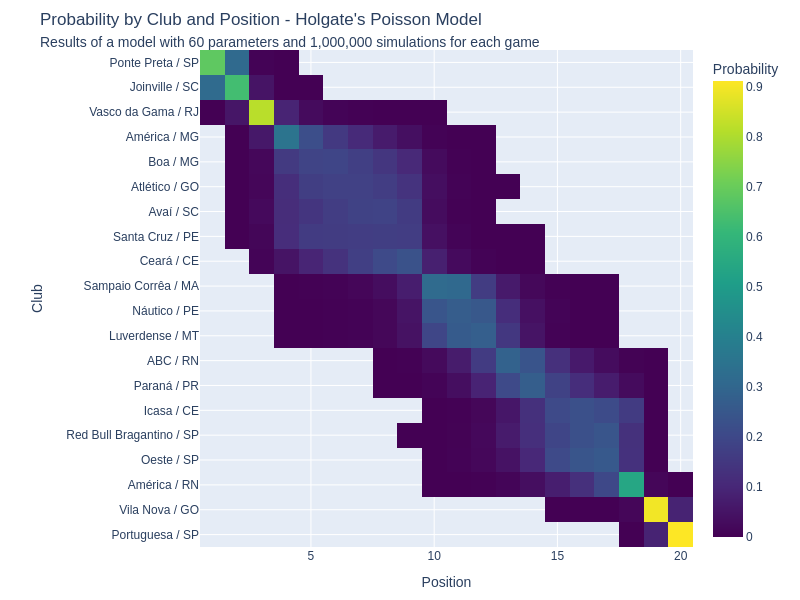 Probability by Club and Position - Holgate's Poisson Model
Results of a model with 60 parameters and 1,000,000 simulations for each game
Probability
Club
Ponte Preta / SP
Joinville / SC
Vasco da Gama / RJ
América / MG
Boa / MG
Atlético / GO
Avaí / SC
Santa Cruz / PE
Ceará / CE
Sampaio Corrêa / MA
Náutico / PE
Luverdense / MT
ABC / RN
Paraná / PR
Icasa / CE
Red Bull Bragantino / SP
Oeste / SP
América / RN
Vila Nova / GO
Portuguesa / SP
0.9
0.8
0.7
0.6
0.5
0.4
0.3
0.2
0.1
0
5 10 15 20
Position